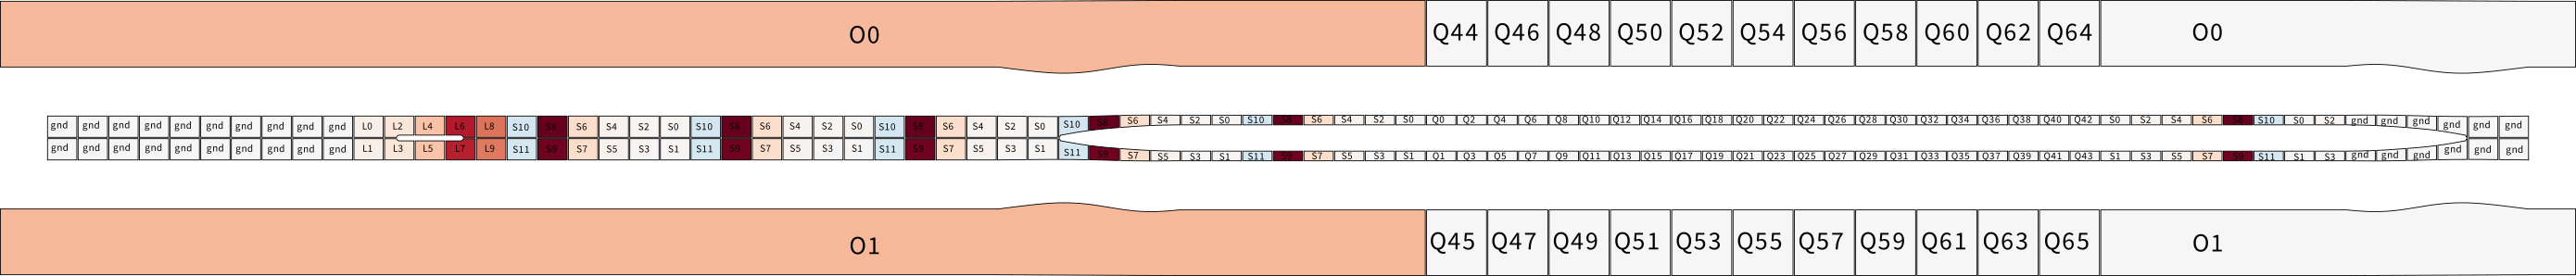 O0 Q44 Q46 Q48 Q50 Q52 Q54 Q56 Q58 Q60 Q62 Q64 O0
gnd gnd gnd gnd gnd gnd gnd gnd gnd gnd L0 L2 L4 L6 L8 S10 S8 S6 S4 S2 S0 S10 S8 S6 S4 S2 S0 S10 S8 S6 S4 S2 S0 S10 S8 S6 S4 S2 S0 S10 S8 S6 S4 S2 S0 Q0 Q2 Q4 Q6 Q8 Q10 Q12 Q14 Q16 Q18 Q20 Q22 Q24 Q26 Q28 Q30 Q32 Q34 Q36 Q38 Q40 Q42 S0 S2 S4 S6 S8 S10 S0 S2 gnd gnd gnd gnd gnd gnd
gnd gnd gnd gnd gnd gnd gnd gnd gnd gnd L1 L3 L5 L7 L9 S11 S9 S7 S5 S3 S1 S11 S9 S7 S5 S3 S1 S11 S9 S7 S5 S3 S1 S11 S9 S7 S5 S3 S1 S11 S9 S7 S5 S3 S1 Q1 Q3 Q5 Q7 Q9 Q11 Q13 Q15 Q17 Q19 Q21 Q23 Q25 Q27 Q29 Q31 Q33 Q35 Q37 Q39 Q41 Q43 S1 S3 S5 S7 S9 S11 S1 S3 gnd gnd gnd gnd gnd gnd
O1 Q45 Q47 Q49 Q51 Q53 Q55 Q57 Q59 Q61 Q63 Q65 O1